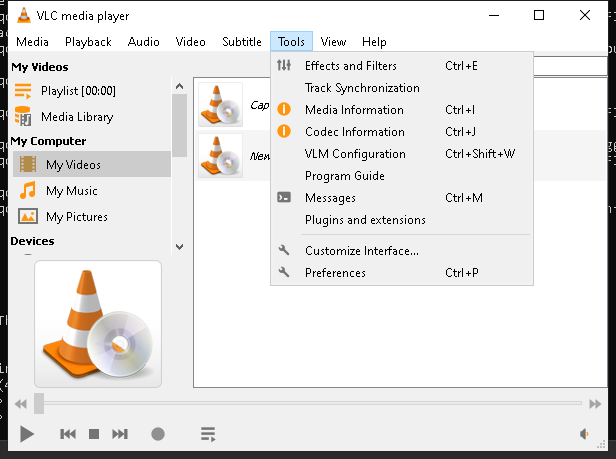 VLC media player
Media Playback Audio Video Subtitle Tools View Help
My Videos
Playlist [00:00]
Media Library
My Computer
My Videos
My Music
My Pictures
Devices
Cap
New
Effects and Filters Ctrl+E
Track Synchronization
Media Information Ctrl+I
Codec Information Ctrl+J
VLM Configuration Ctrl+Shift+W
Program Guide
Messages Ctrl+M
Plugins and extensions
Customize Interface...
Preferences Ctrl+P